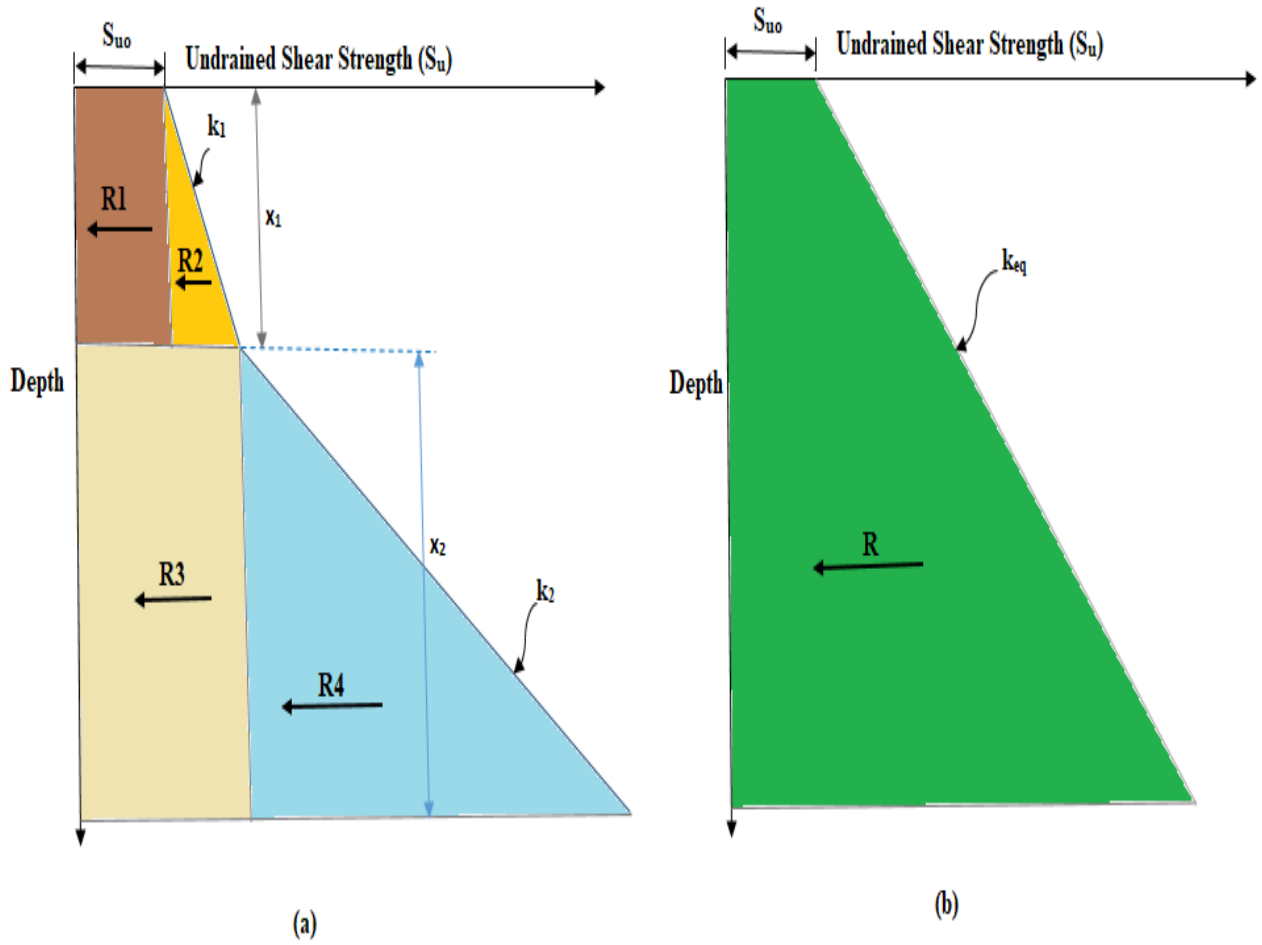 Suo
Undrained Shear Strength (Su)
k1
R1
x1
R2
Depth
x2
R3
k2
R4
(a)
Suo
Undrained Shear Strength (Su)
keq
Depth
R
(b)